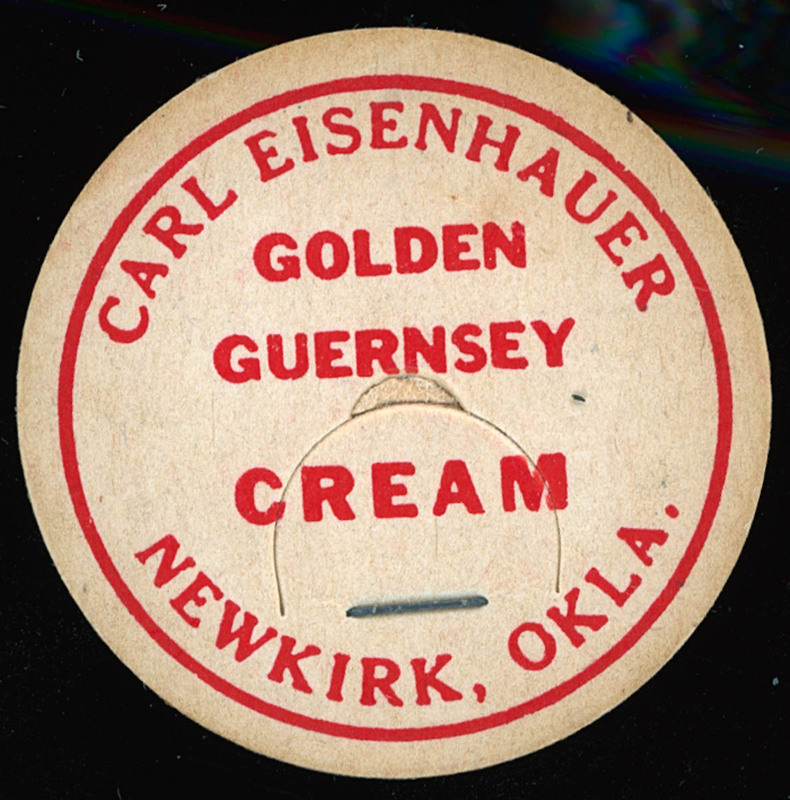 CARL EISENHAUER
GOLDEN
GUERNSEY
CREAM
NEWKIRK, OKLA.